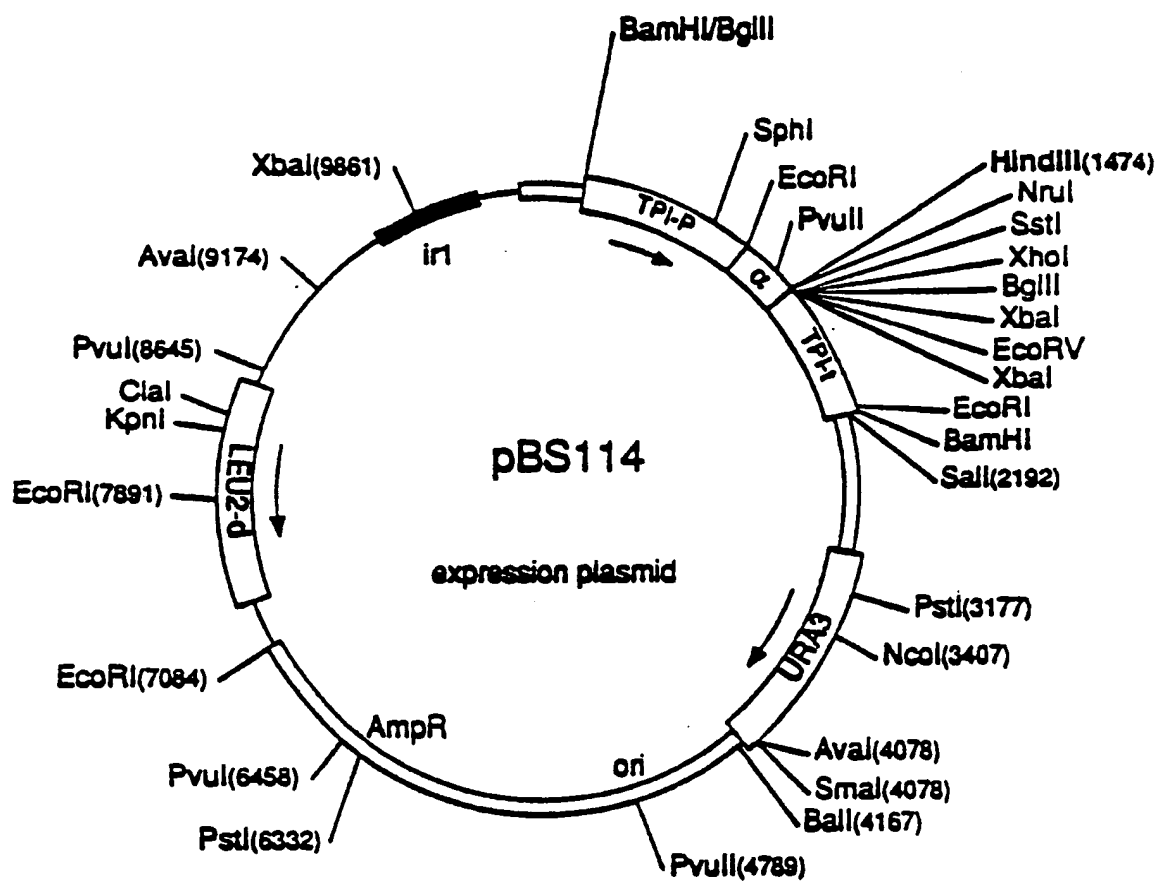 BamHI/BglII
SphI
EcoRI
PvuII
HindIII(1474)
NruI
SstI
XhoI
BglII
XbaI
EcoRV
XbaI
EcoRI
BamHI
SalI(2192)
PstI(3177)
NcoI(3407)
AvaI(4078)
SmaI(4078)
BalI(4167)
PvuII(4789)
PstI(6332)
PvuI(6458)
EcoRI(7084)
EcoRI(7891)
KpnI
ClaI
PvuI(8645)
AvaI(9174)
XbaI(9861)
ir1
TPI-P
α
TPI-t
URA3
ori
AmpR
LEU2-d
pBS114
expression plasmid